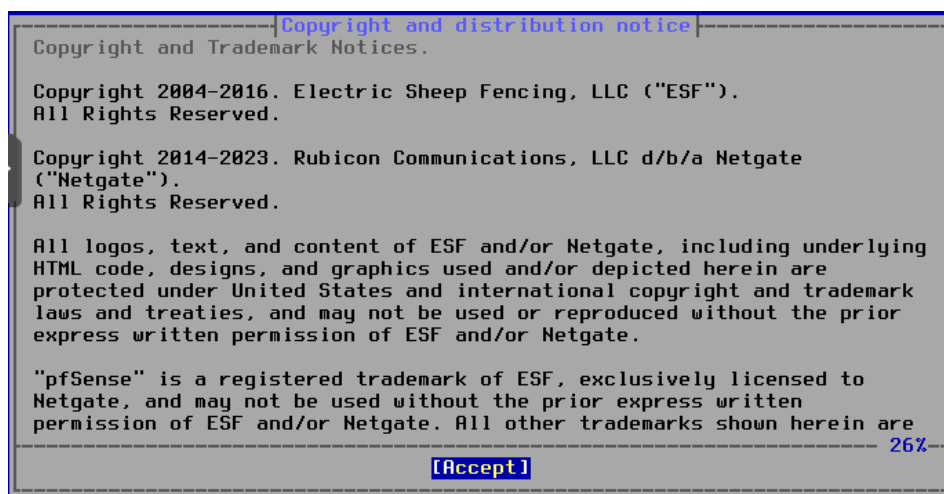 Copyright and distribution notice
Copyright and Trademark Notices.
Copyright 2004-2016. Electric Sheep Fencing, LLC ("ESF").
All Rights Reserved.
Copyright 2014-2023. Rubicon Communications, LLC d/b/a Netgate
("Netgate").
All Rights Reserved.
All logos, text, and content of ESF and/or Netgate, including underlying
HTML code, designs, and graphics used and/or depicted herein are
protected under United States and international copyright and trademark
laws and treaties, and may not be used or reproduced without the prior
express written permission of ESF and/or Netgate.
"pfSense" is a registered trademark of ESF, exclusively licensed to
Netgate, and may not be used without the prior express written
permission of ESF and/or Netgate. All other trademarks shown herein are
26%
[Accept]